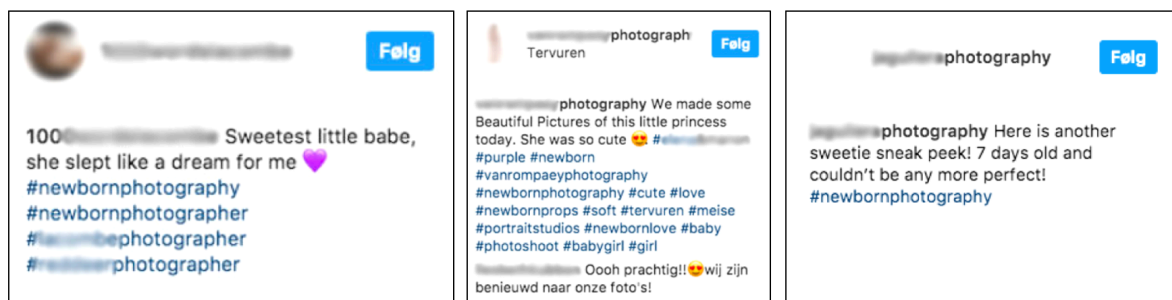 Følg
100 Sweetest little babe,
she slept like a dream for me 💜
#newbornphotography
#newbornphotographer
#photographer
#photographer
photograph
Tervuren
Følg
photography We made some
Beautiful Pictures of this little princess
today. She was so cute 😍 #
#purple #newborn
#vanrompaeyphotography
#newbornphotography #cute #love
#newbornprops #soft #tervuren #meise
#portraitstudios #newbornlove #baby
#photoshoot #babygirl #girl
Oooh prachtig!!😍wij zijn
benieuwd naar onze foto's!
photography
Følg
photography Here is another
sweetie sneak peek! 7 days old and
couldn't be any more perfect!
#newbornphotography